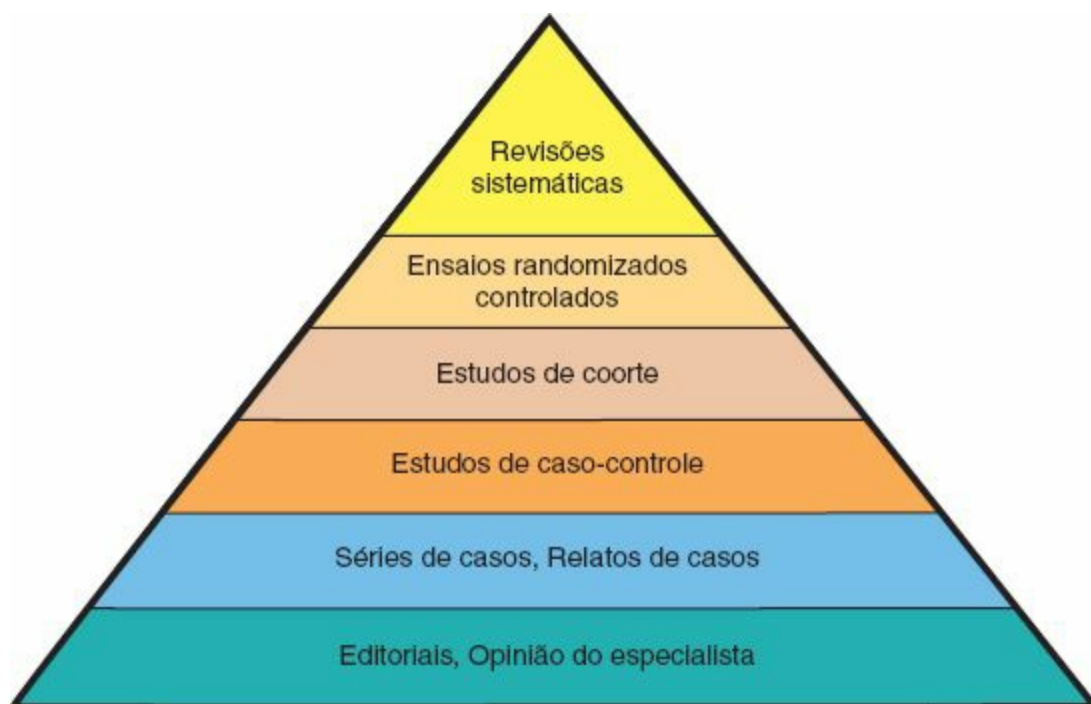 Revisões
sistemáticas
Ensaios randomizados
controlados
Estudos de coorte
Estudos de caso-controle
Séries de casos, Relatos de casos
Editoriais, Opinião do especialista